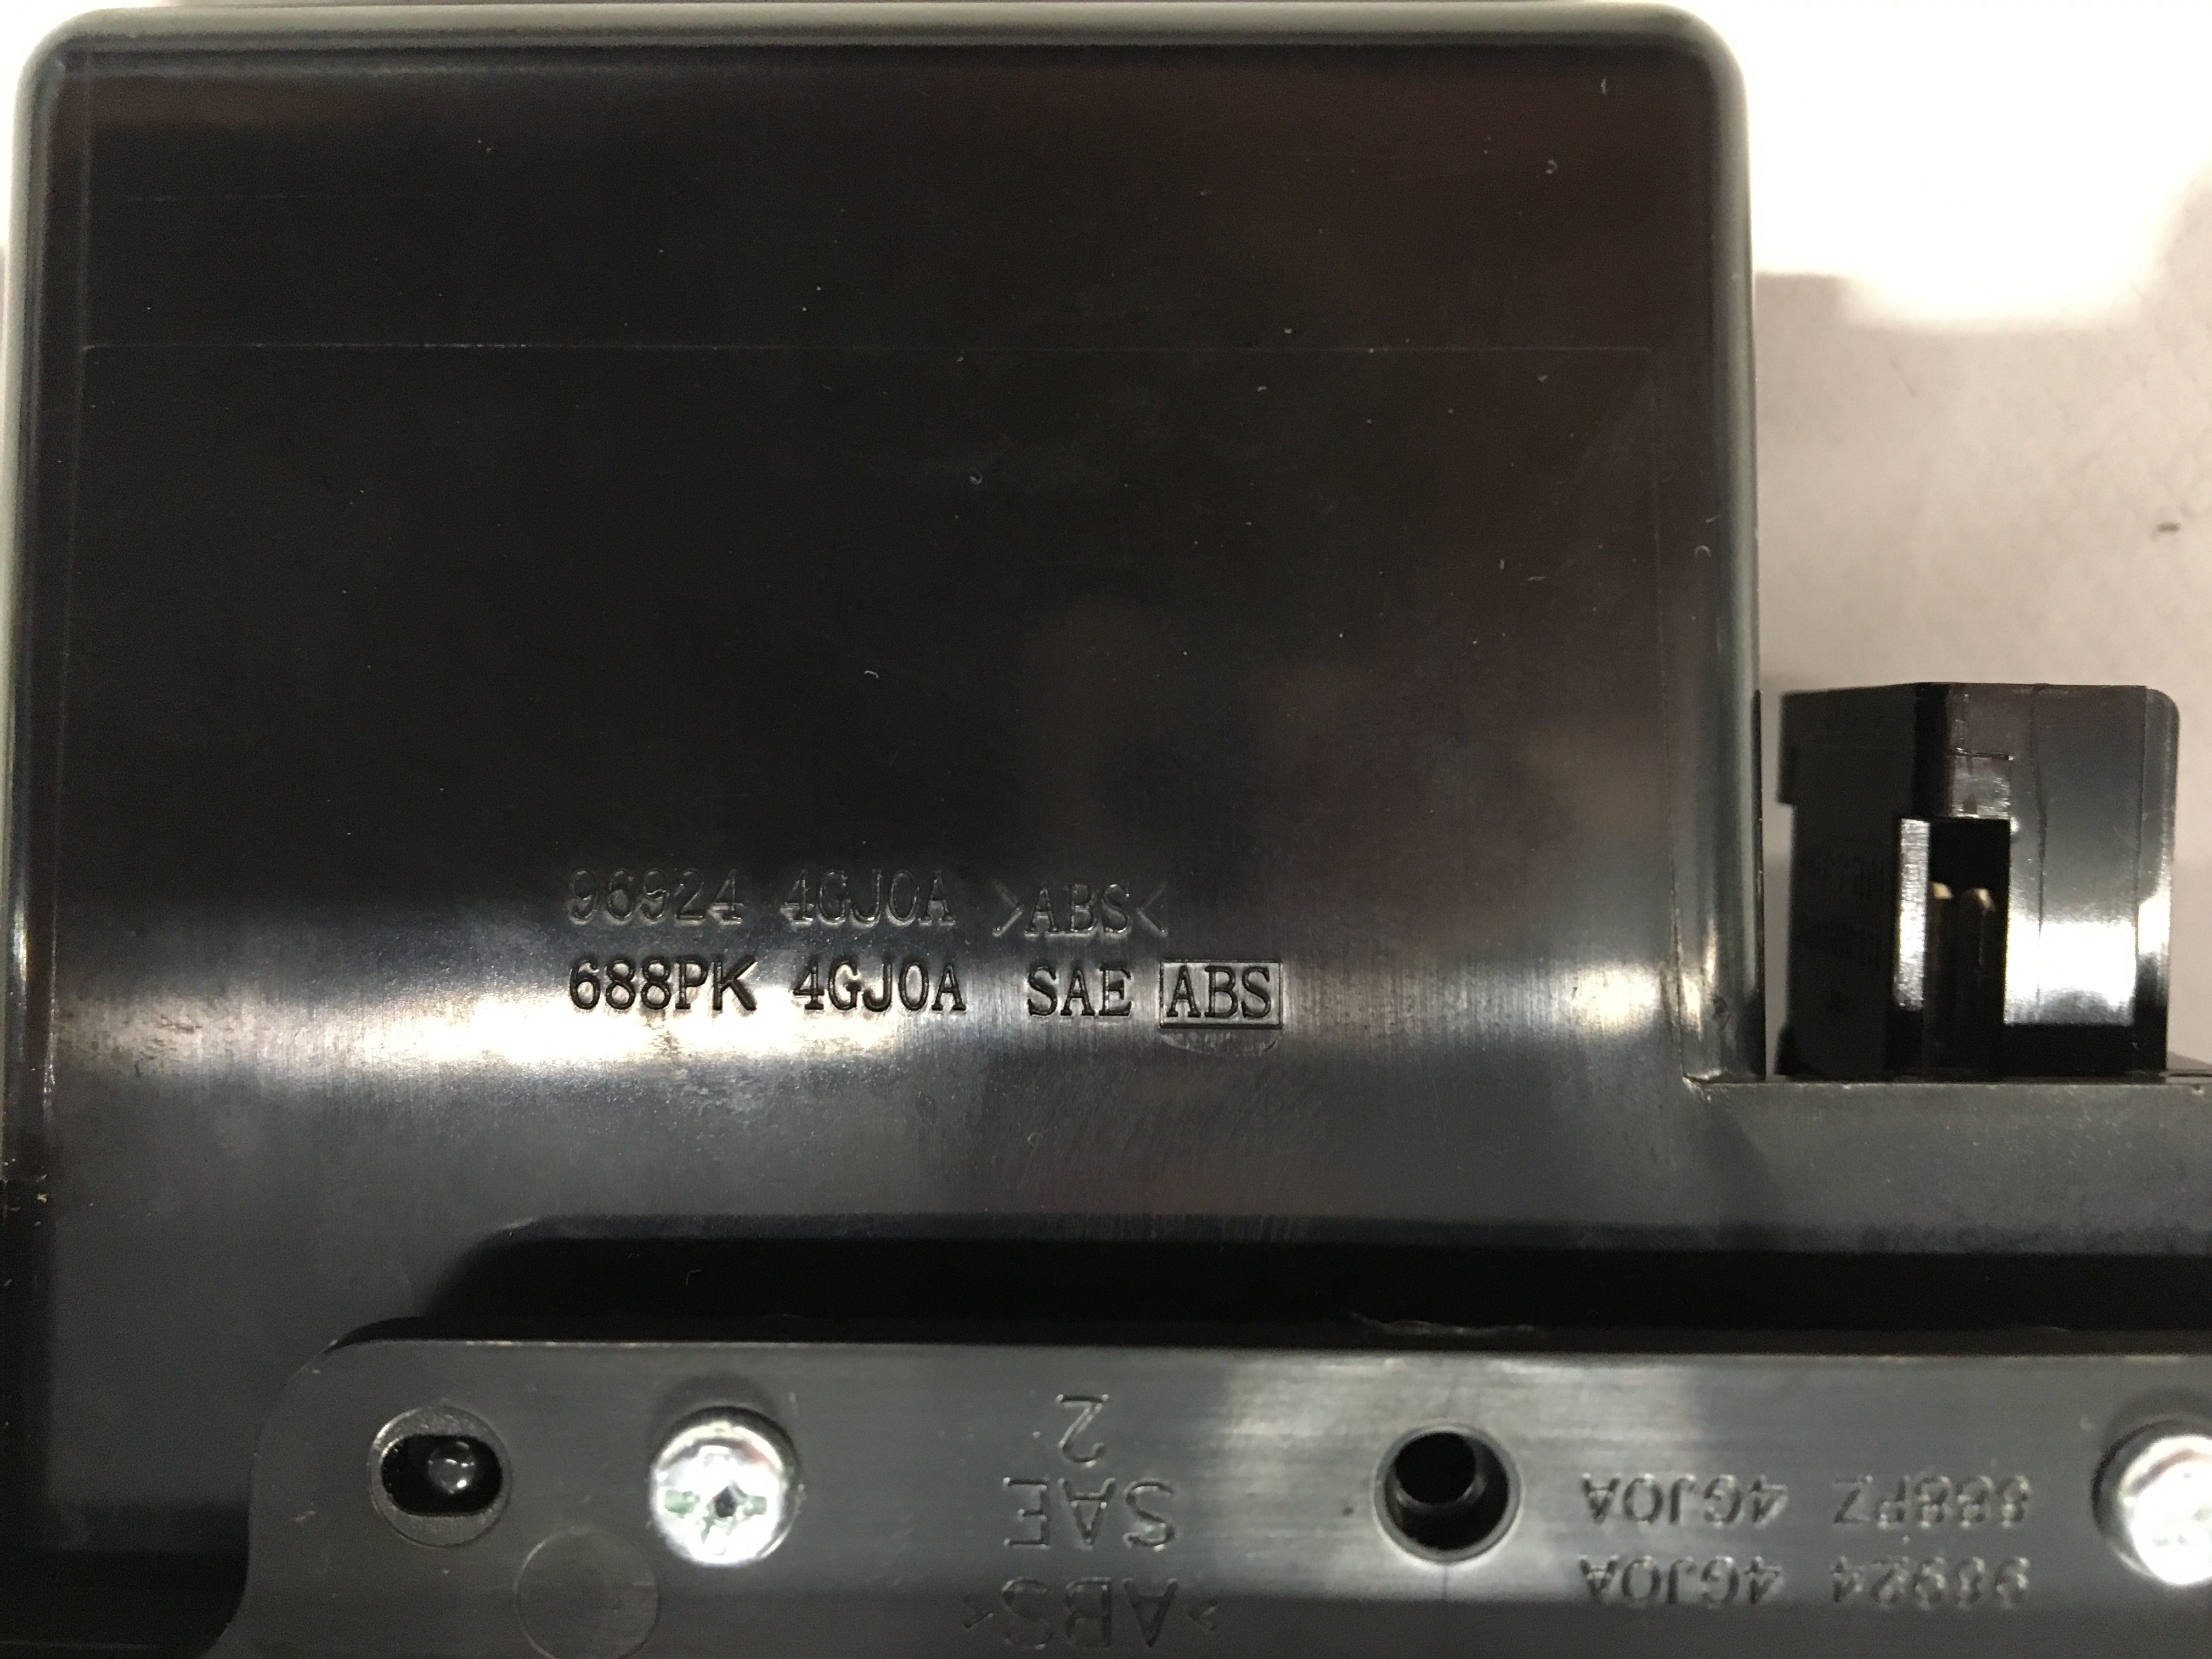 96924 4GJ0A >ABS<
688PK 4GJ0A SAE ABS
2
SAE
>ABS<
688PZ 4GJ0A
96924 4GJ0A